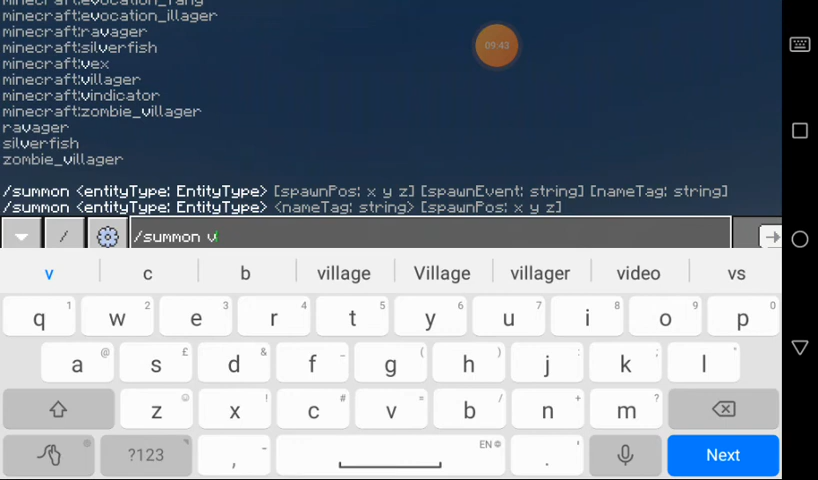 minecraft:evocation_fang
minecraft:evocation_illager
minecraft:ravager
minecraft:silverfish
minecraft:vex
minecraft:villager
minecraft:vindicator
minecraft:zombie_villager
ravager
silverfish
zombie_villager
09:43
/summon <entityType: EntityType> [spawnPos: x y z] [spawnEvent: string] [nameTag: string]
/summon <entityType: EntityType> <nameTag: string> [spawnPos: x y z]
/ /summon v
v c b village Village villager video vs
q 1 w 2 e 3 r 4 t 5 y 6 u 7 i 8 o 9 p 0
a @ s £ d & f _ g ( h ) j : k ; l "
z x ! c # v = b / n + m ?
?123 , - EN . ' Next